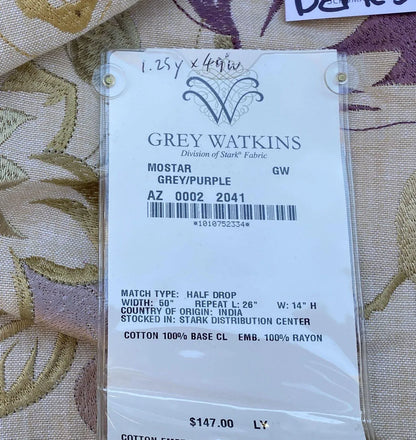 1.25y x 49w
GREY WATKINS
Division of Stark® Fabric
MOSTAR GW
GREY/PURPLE
AZ 0002 2041
*1010752334*
MATCH TYPE: HALF DROP
WIDTH: 50" REPEAT L: 26" W: 14" H
COUNTRY OF ORIGIN: INDIA
STOCKED IN: STARK DISTRIBUTION CENTER
COTTON 100% BASE CL EMB. 100% RAYON
$147.00 LY